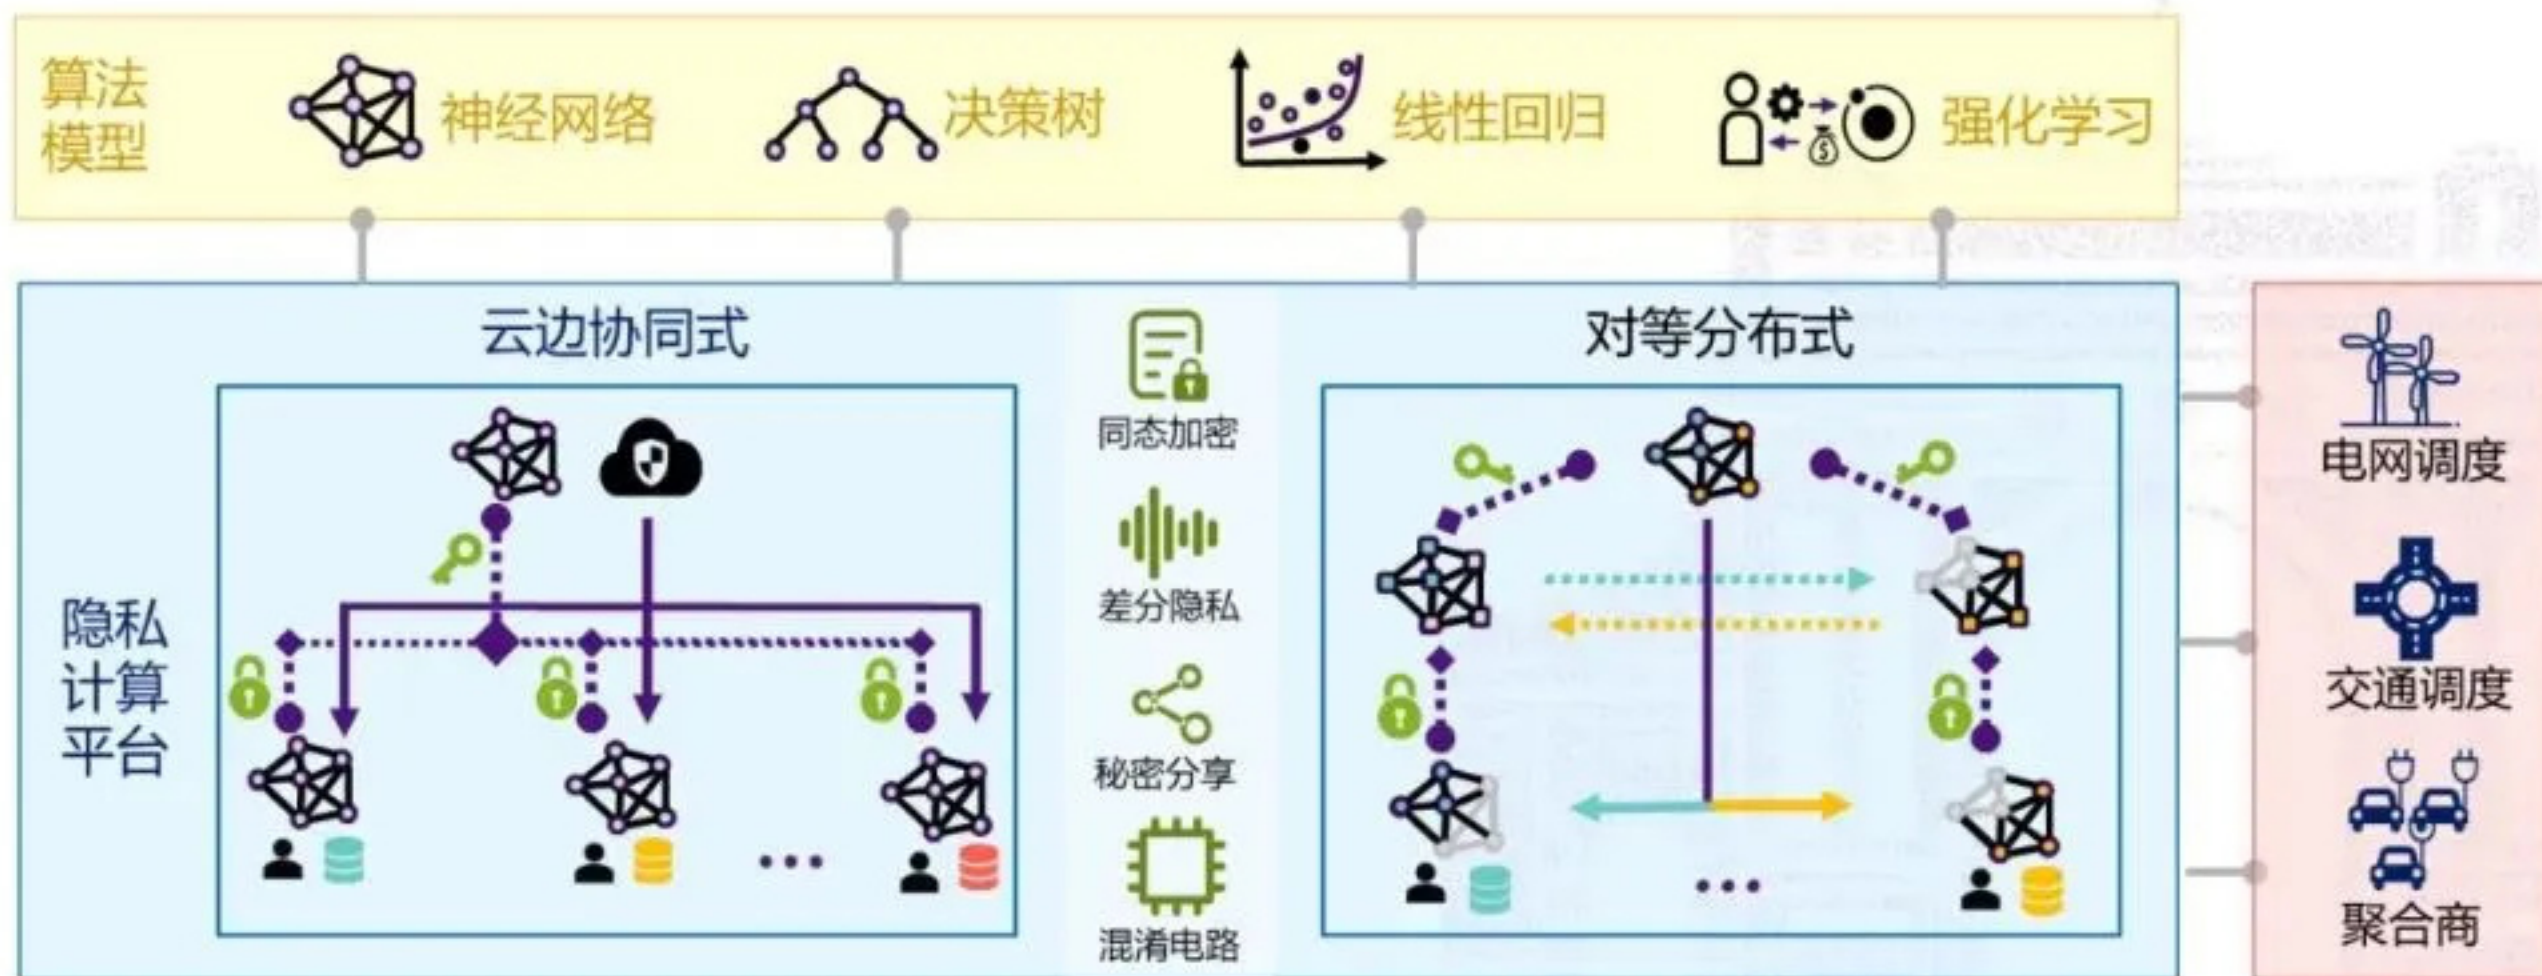 算法
模型
神经网络
决策树
线性回归
强化学习
云边协同式
对等分布式
隐私
计算
平台
同态加密
差分隐私
秘密分享
混淆电路
电网调度
交通调度
聚合商